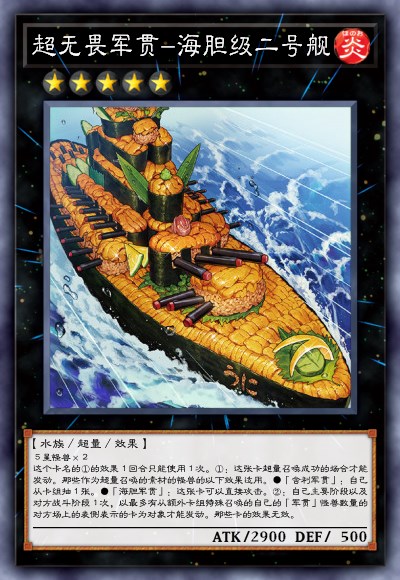 超无畏军贯-海胆级二号舰
ほのお
炎
【水族/超量/效果】
5星怪兽×2
这个卡名的①的效果1回合只能使用1次。①:这张卡超量召唤成功的场合才能
发动。那些作为超量召唤的素材的怪兽的以下效果适用。●「舍利军贯」:自己
从卡组抽1张。●「海胆军贯」:这张卡可以直接攻击。②:自己主要阶段以及
对方战斗阶段1次,以最多有从额外卡组特殊召唤的自己的「军贯」怪兽数量的
对方场上的表侧表示的卡为对象才能发动。那些卡的效果无效。
ATK/2900 DEF/ 500